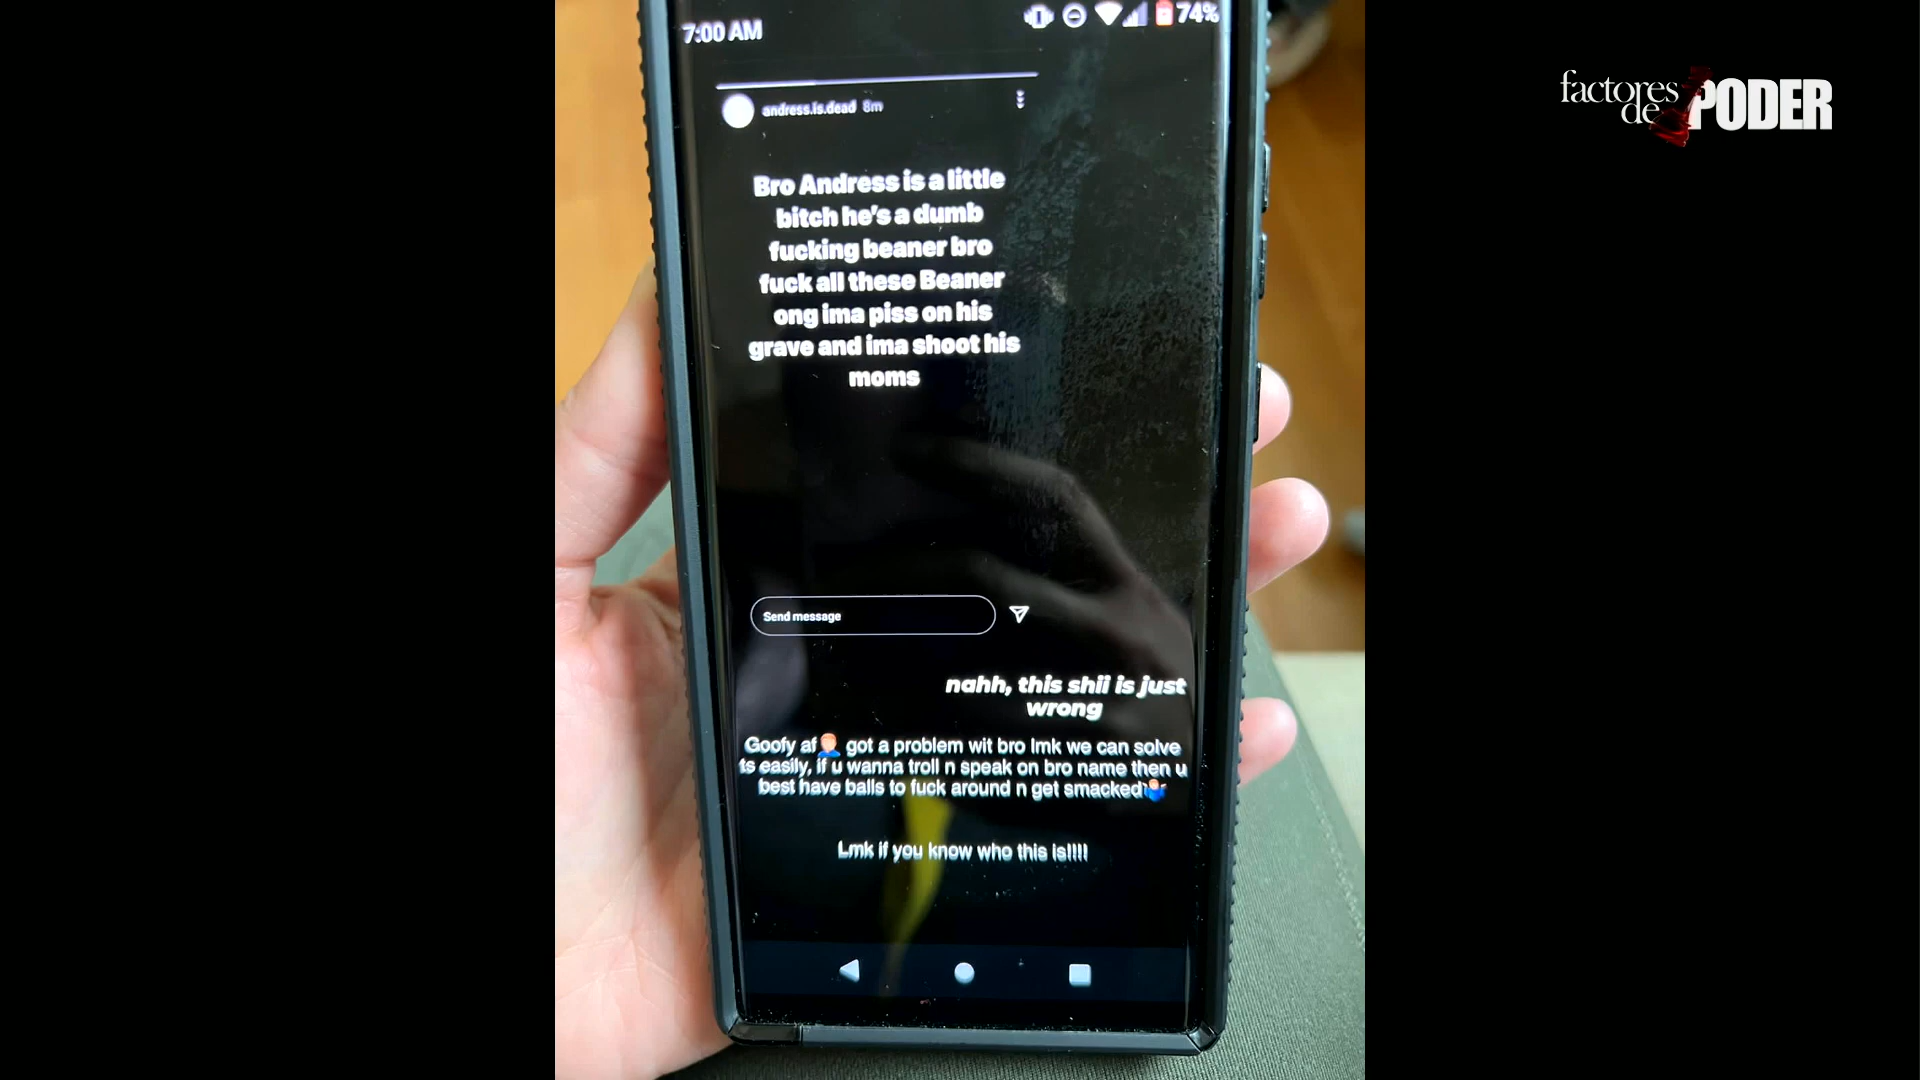 factores
de PODER
7:00 AM
74%
andress.is.dead 8m
Bro Andress is a little
bitch he's a dumb
fucking beaner bro
fuck all these Beaner
ong ima piss on his
grave and ima shoot his
moms
Send message
nahh, this shii is just
wrong
Goofy af🤦🏻‍♂️ got a problem wit bro lmk we can solve
ts easily, if u wanna troll n speak on bro name then u
best have balls to fuck around n get smacked🤷🏻‍♂️
Lmk if you know who this is!!!!